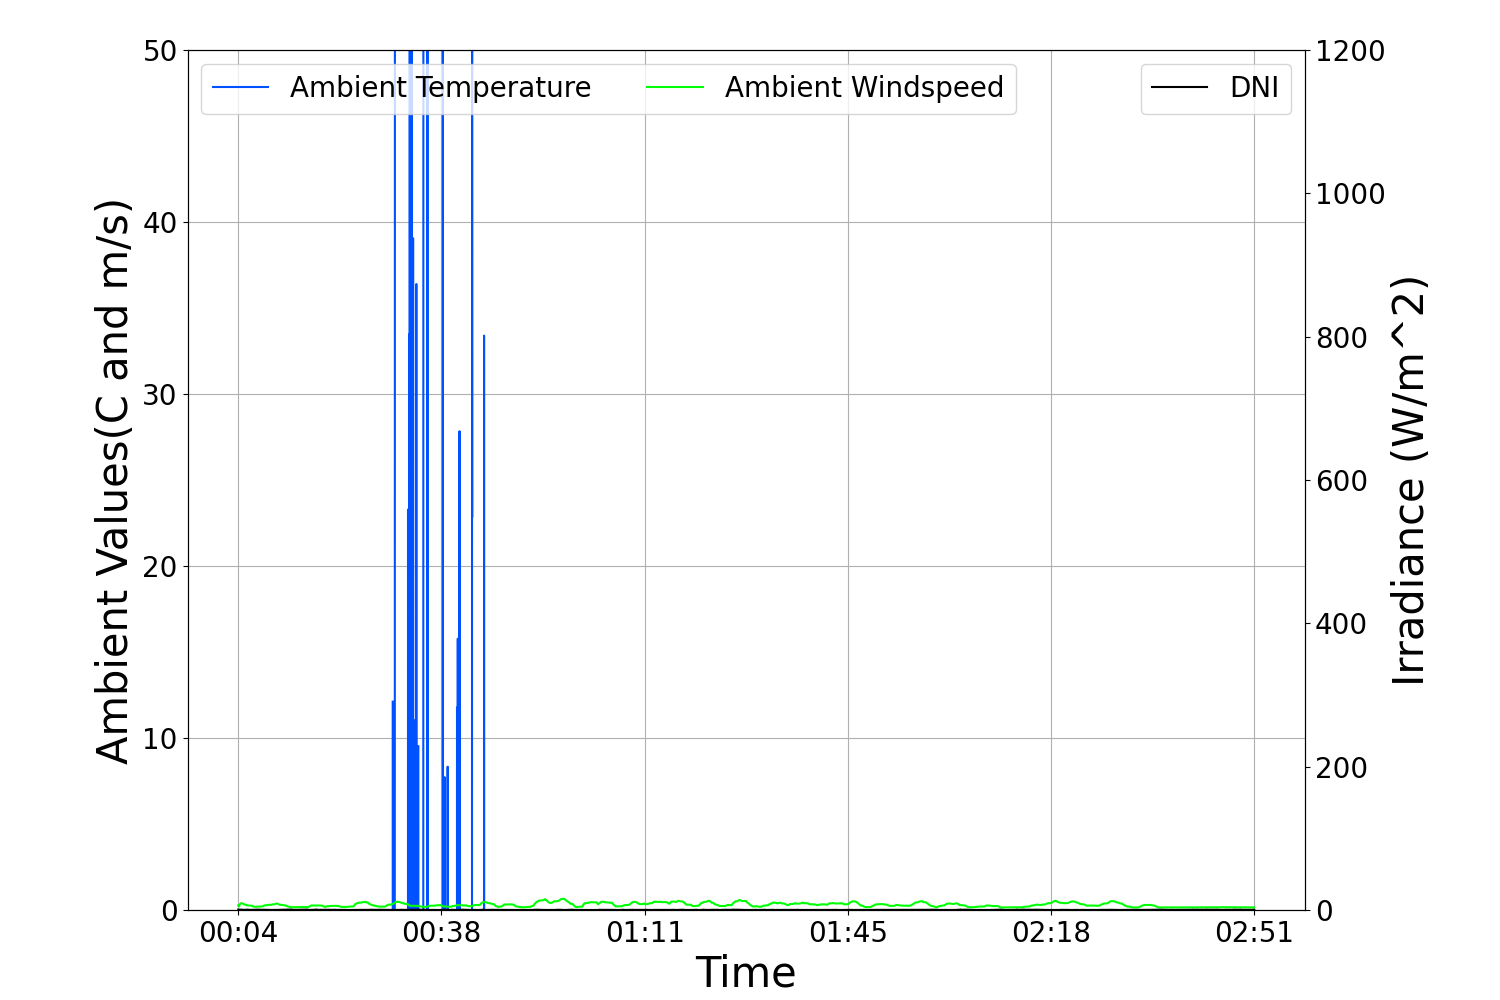 50
40
30
20
10
0
Ambient Values(C and m/s)
Ambient Temperature
Ambient Windspeed
DNI
1200
1000
800
600
400
200
0
Irradiance (W/m^2)
00:04 00:38 01:11 01:45 02:18 02:51
Time